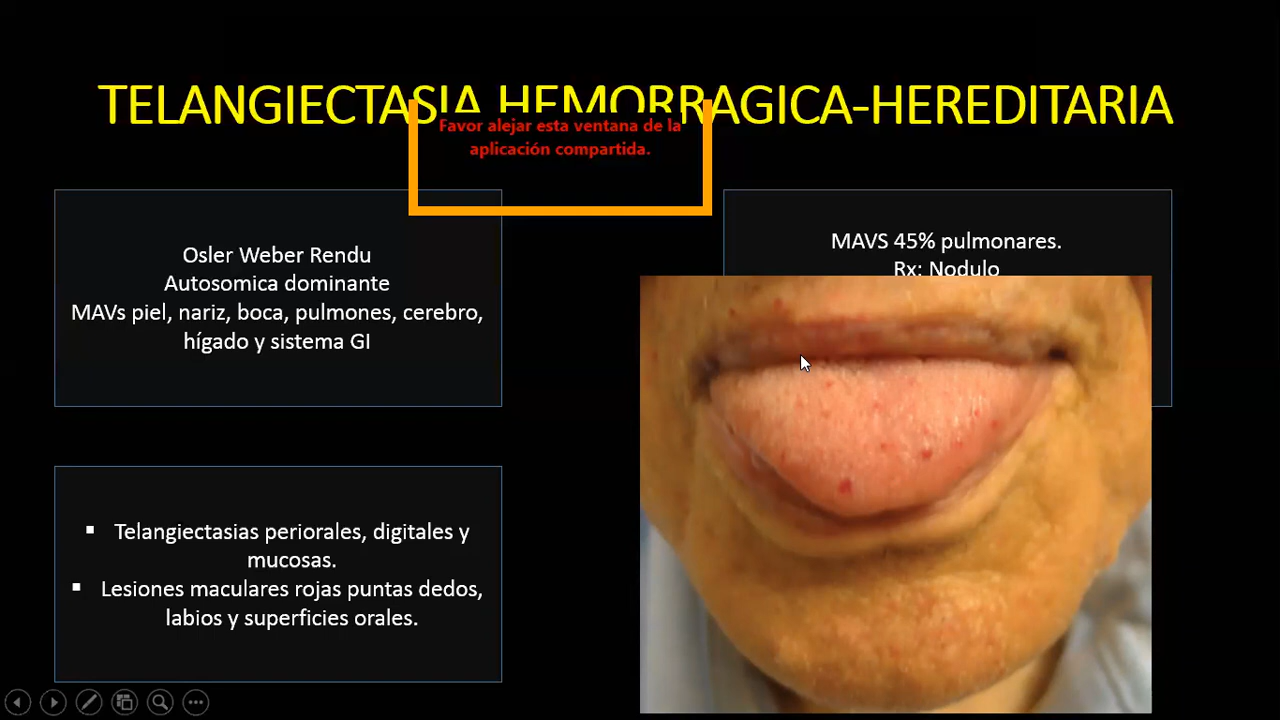 TELANGIECTASIA HEMORRAGICA-HEREDITARIA
Favor alejar esta ventana de la
aplicación compartida.
Osler Weber Rendu
Autosomica dominante
MAVs piel, nariz, boca, pulmones, cerebro,
hígado y sistema GI
MAVS 45% pulmonares.
Rx: Nodulo
▪ Telangiectasias periorales, digitales y
mucosas.
▪ Lesiones maculares rojas puntas dedos,
labios y superficies orales.